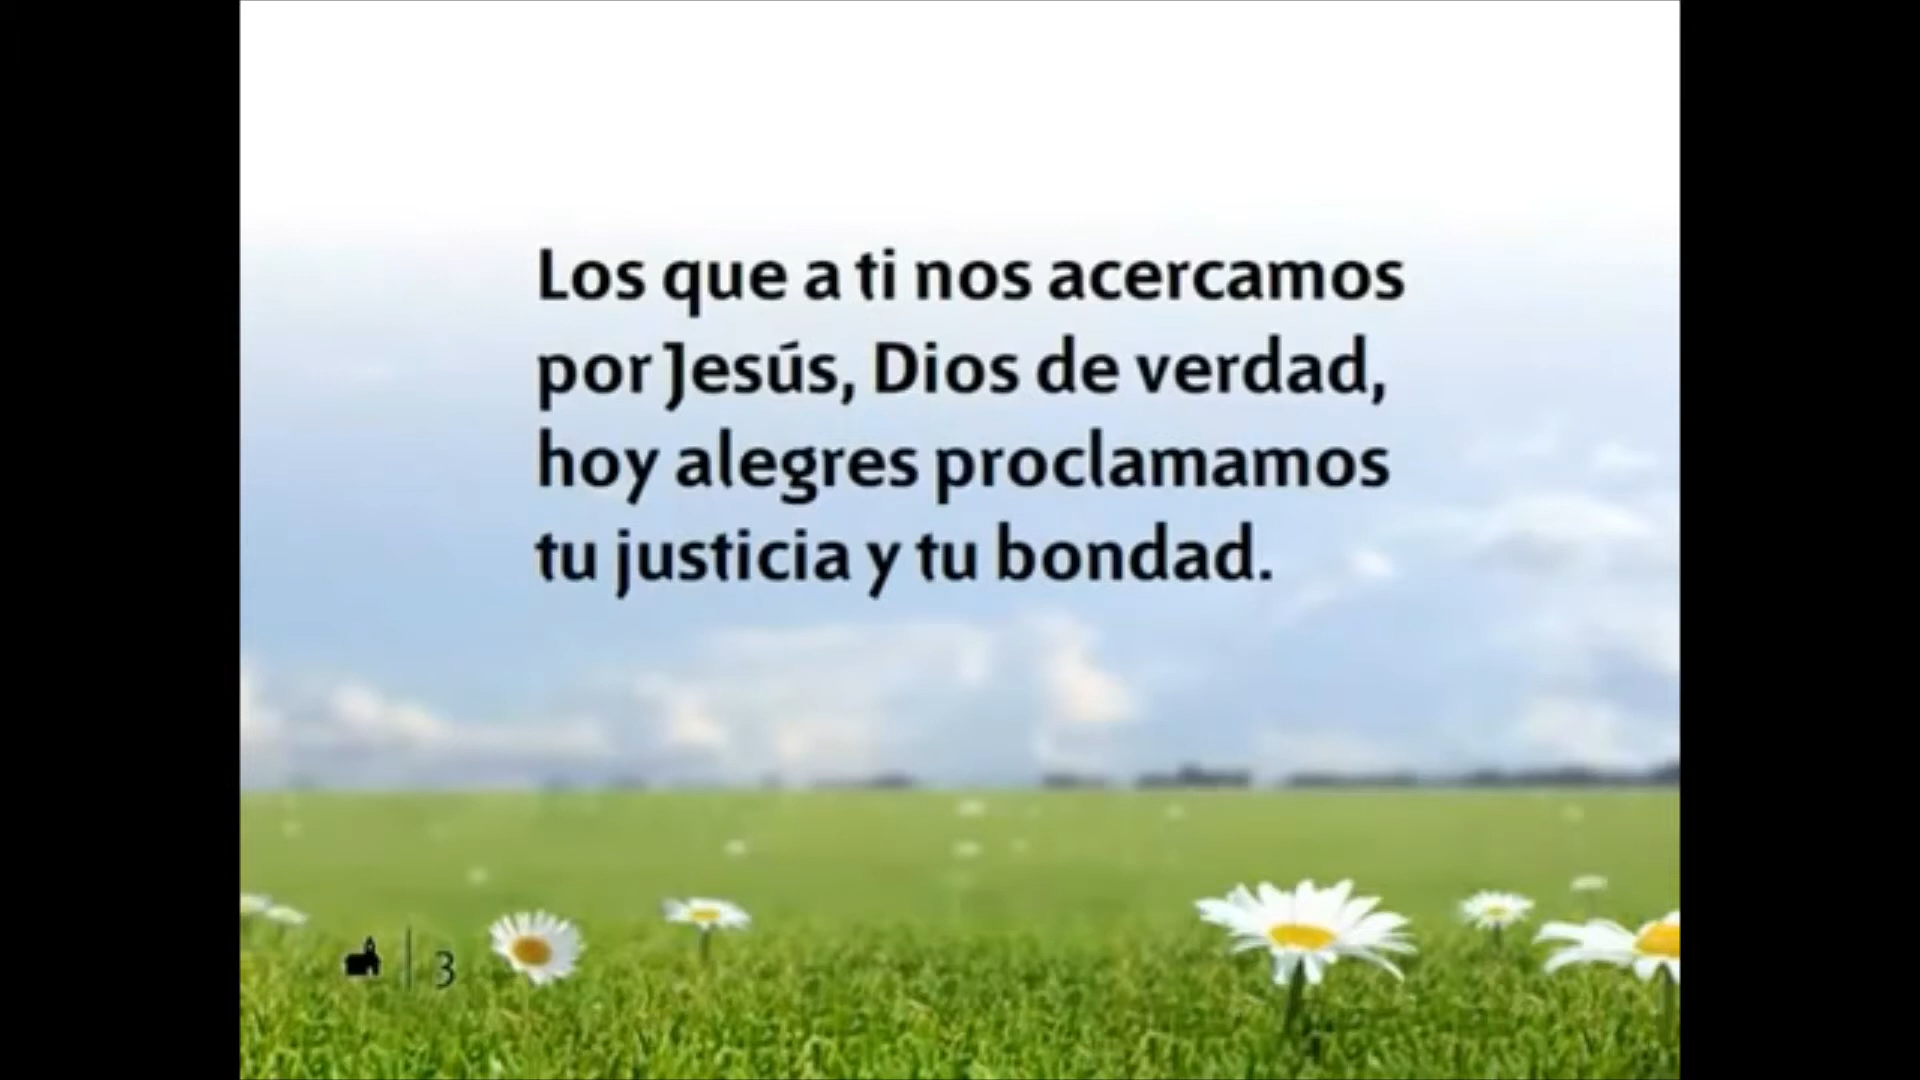 Los que a ti nos acercamos
por Jesús, Dios de verdad,
hoy alegres proclamamos
tu justicia y tu bondad.
3